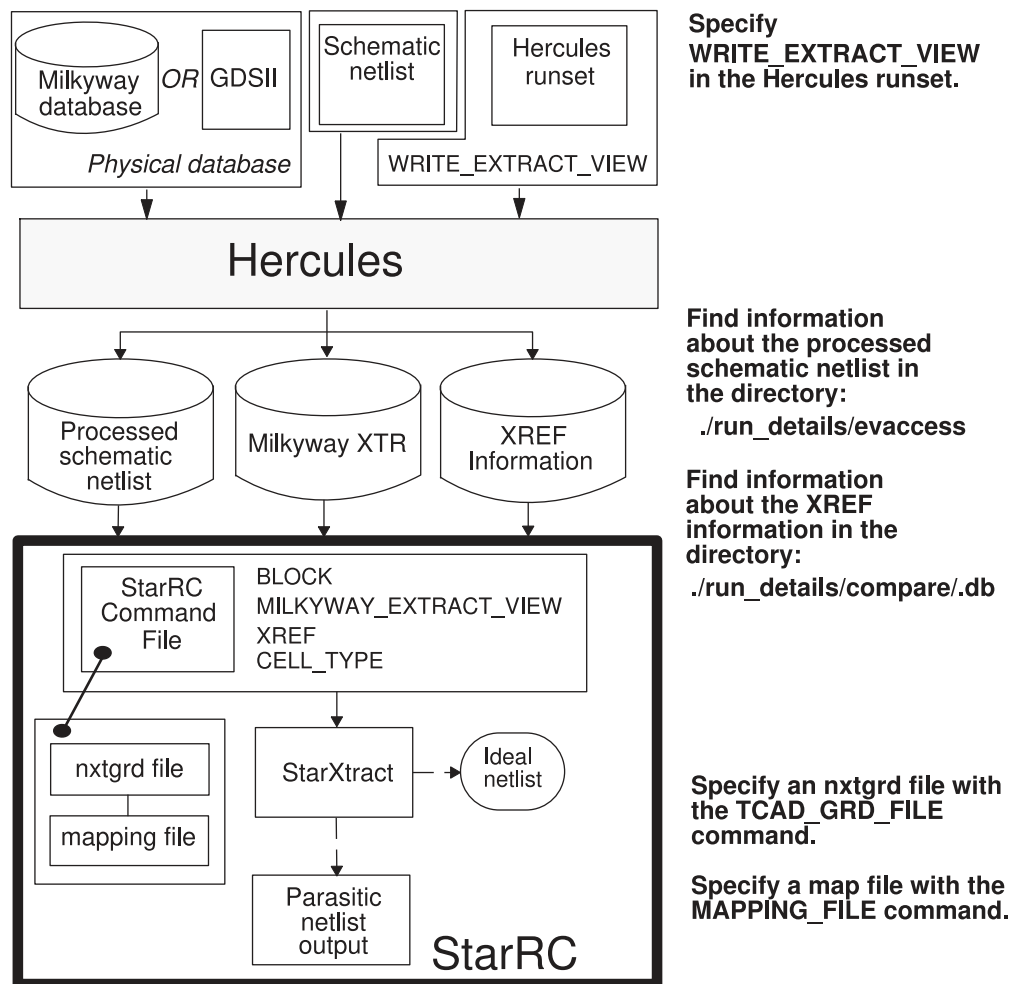 Milkyway
database
OR
GDSII
Physical database
Schematic
netlist
Hercules
runset
WRITE_EXTRACT_VIEW
Specify
WRITE_EXTRACT_VIEW
in the Hercules runset.
Hercules
Processed
schematic
netlist
Milkyway XTR
XREF
Information
Find information
about the processed
schematic netlist in
the directory:
./run_details/evaccess
Find information
about the XREF
information in the
directory:
./run_details/compare/.db
StarRC
Command
File
BLOCK
MILKYWAY_EXTRACT_VIEW
XREF
CELL_TYPE
nxtgrd file
mapping file
StarXtract
Ideal
netlist
Parasitic
netlist
output
StarRC
Specify an nxtgrd file with
the TCAD_GRD_FILE
command.
Specify a map file with the
MAPPING_FILE command.